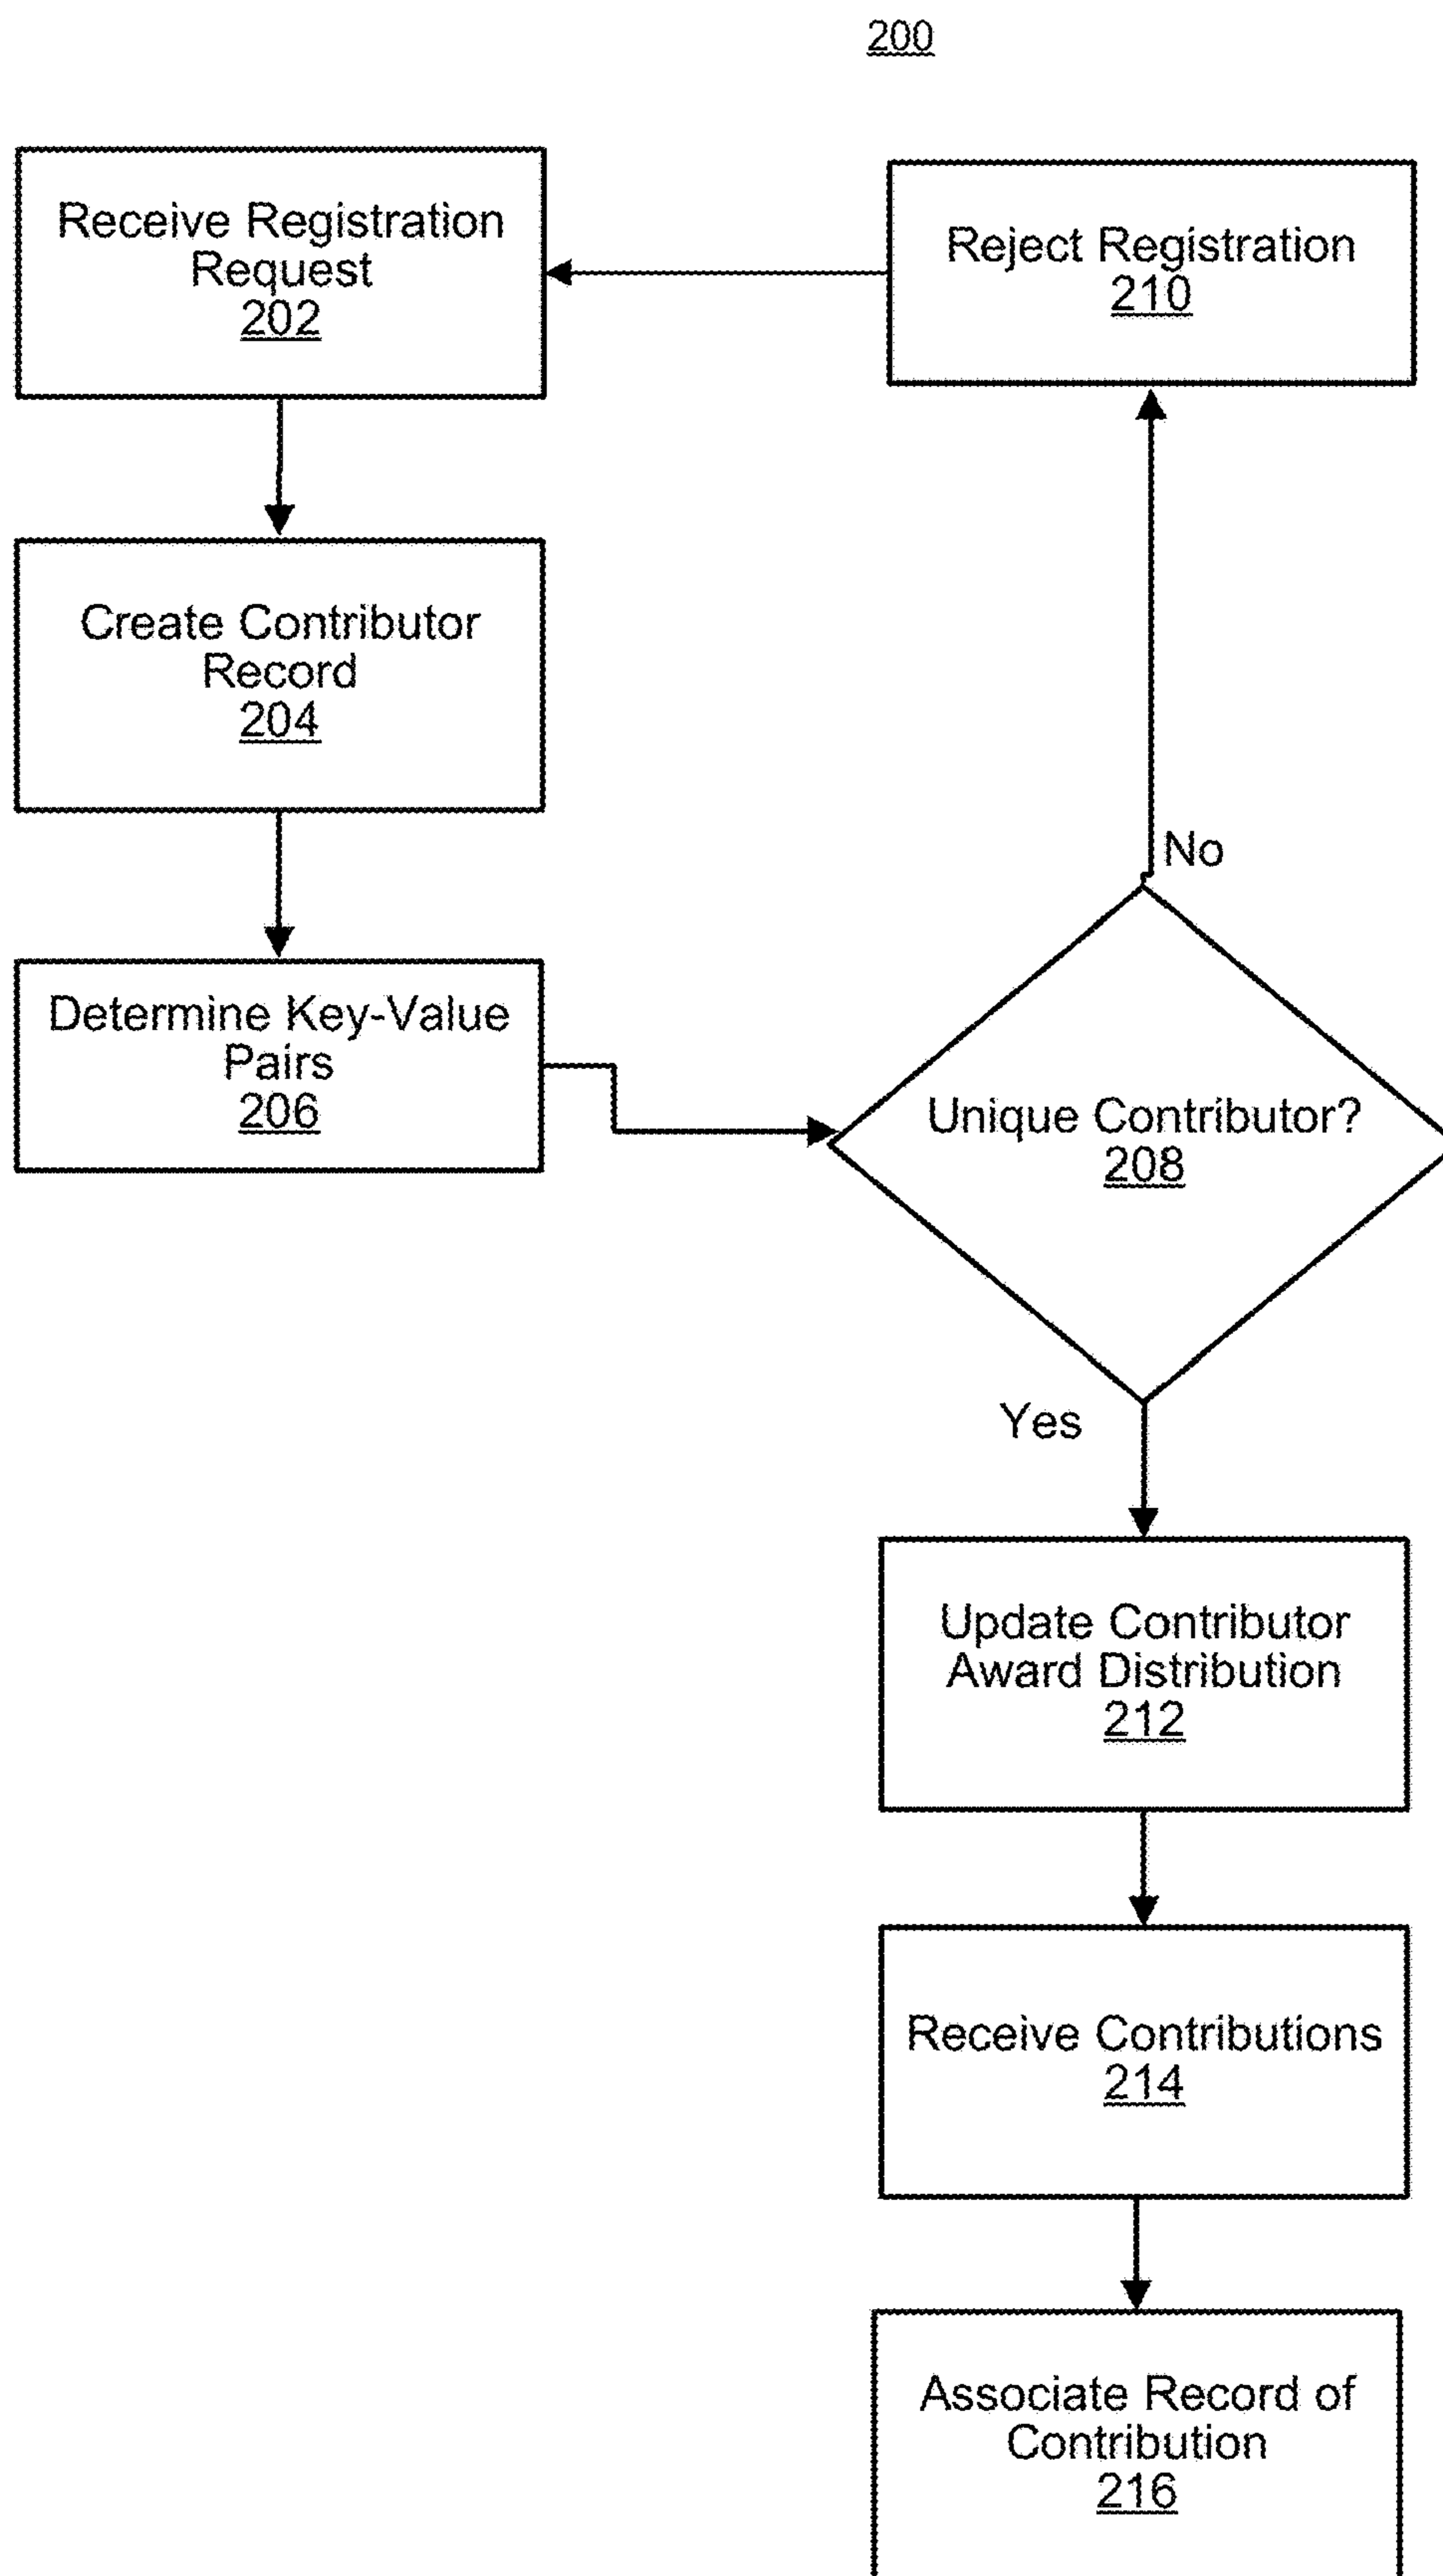 200
Receive Registration
Request
202
Reject Registration
210
Create Contributor
Record
204
No
Determine Key-Value
Pairs
206
Unique Contributor?
208
Yes
Update Contributor
Award Distribution
212
Receive Contributions
214
Associate Record of
Contribution
216